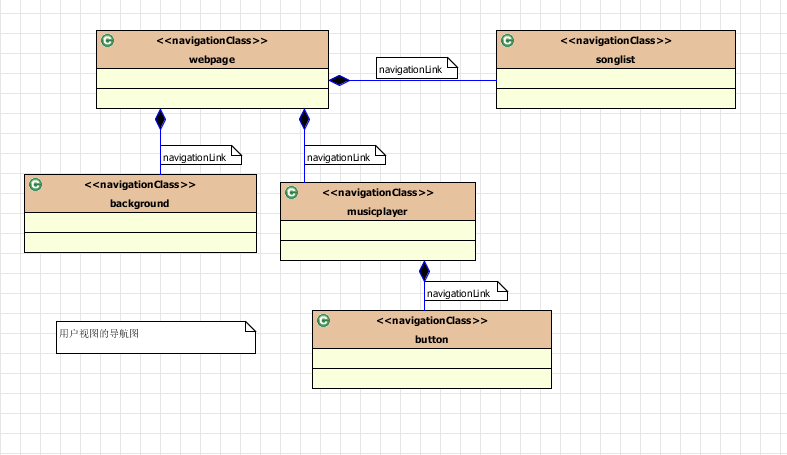 C
<<navigationClass>>
webpage
navigationLink
C
<<navigationClass>>
songlist
navigationLink
navigationLink
C
<<navigationClass>>
background
C
<<navigationClass>>
musicplayer
navigationLink
C
<<navigationClass>>
button
用户视图的导航图